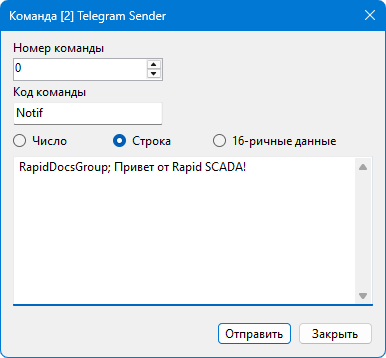 Команда [2] Telegram Sender
Номер команды
0
Код команды
Notif
Число
Строка
16-ричные данные
RapidDocsGroup; Привет от Rapid SCADA!
Отправить
Закрыть